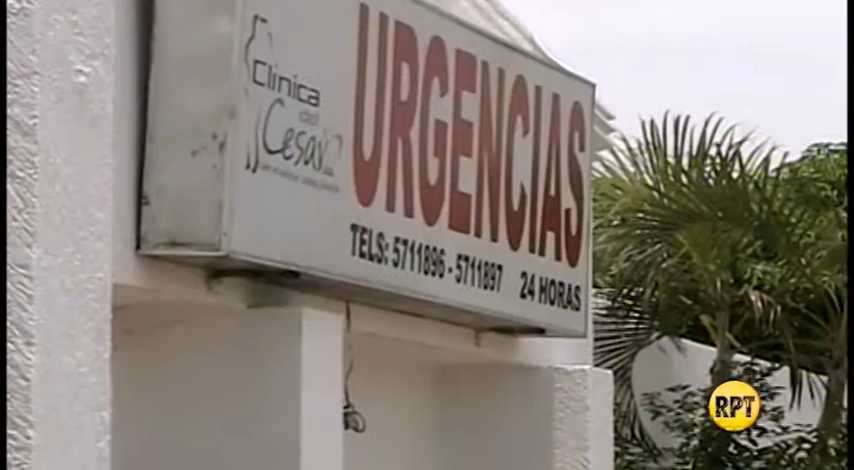 Clínica
del
Cesar
URGENCIAS
TELS: 5711896 - 5711897 24 HORAS
RPT